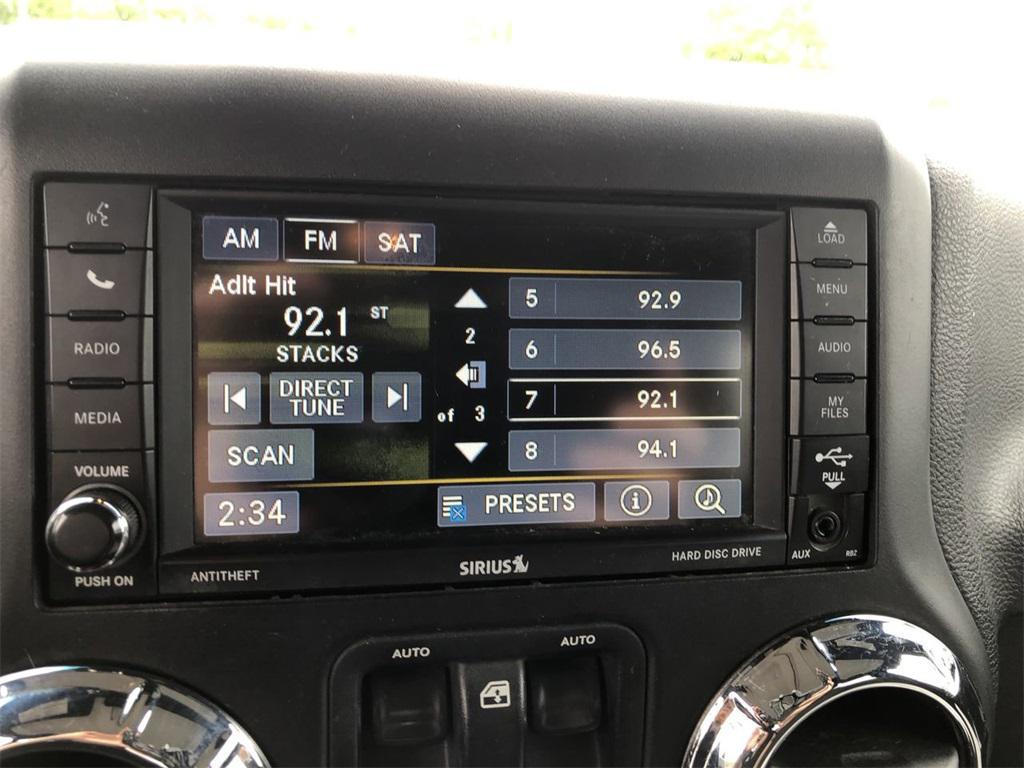 AM FM SAT
Adlt Hit
92.1 ST
STACKS
DIRECT
TUNE
SCAN
2:34
2
of 3
5 92.9
6 96.5
7 92.1
8 94.1
PRESETS
RADIO
MEDIA
VOLUME
PUSH ON
LOAD
MENU
AUDIO
MY
FILES
PULL
AUX RB2
ANTITHEFT
SIRIUS
HARD DISC DRIVE
AUTO AUTO